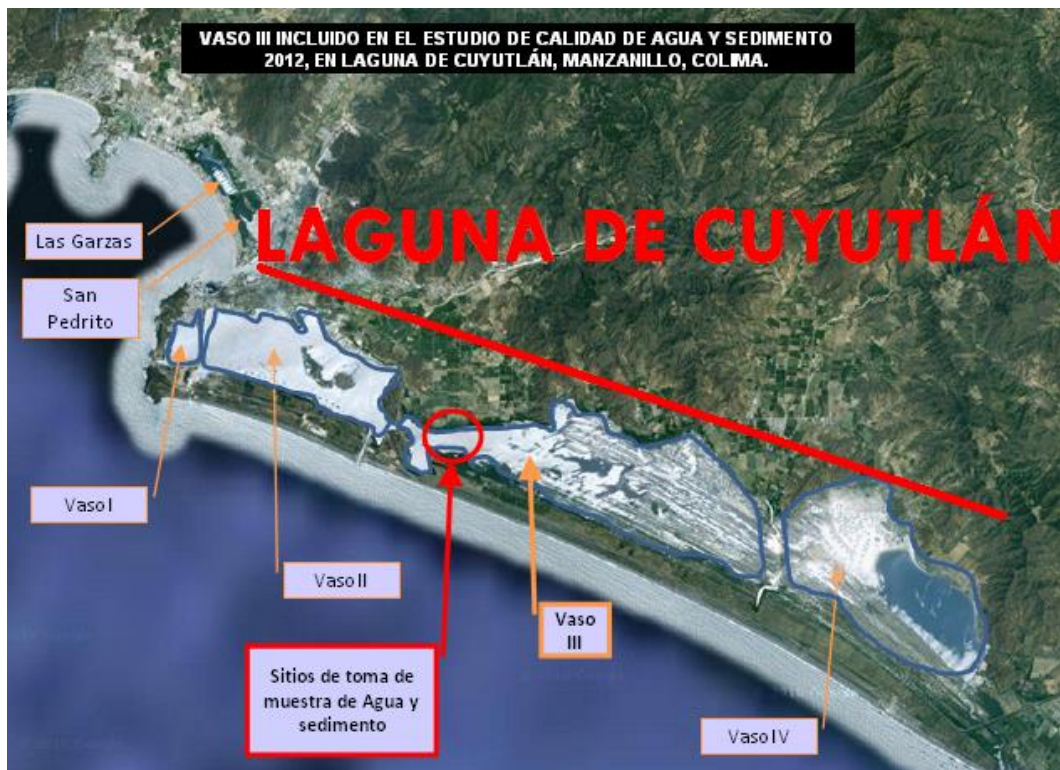 VASO III INCLUIDO EN EL ESTUDIO DE CALIDAD DE AGUA Y SEDIMENTO
2012, EN LAGUNA DE CUYUTLÁN, MANZANILLO, COLIMA.
Las Garzas
LAGUNA DE CUYUTLÁN
San
Pedrito
Vaso I
Vaso II
Vaso
III
Sitios de toma de
muestra de Agua y
sedimento
Vaso IV